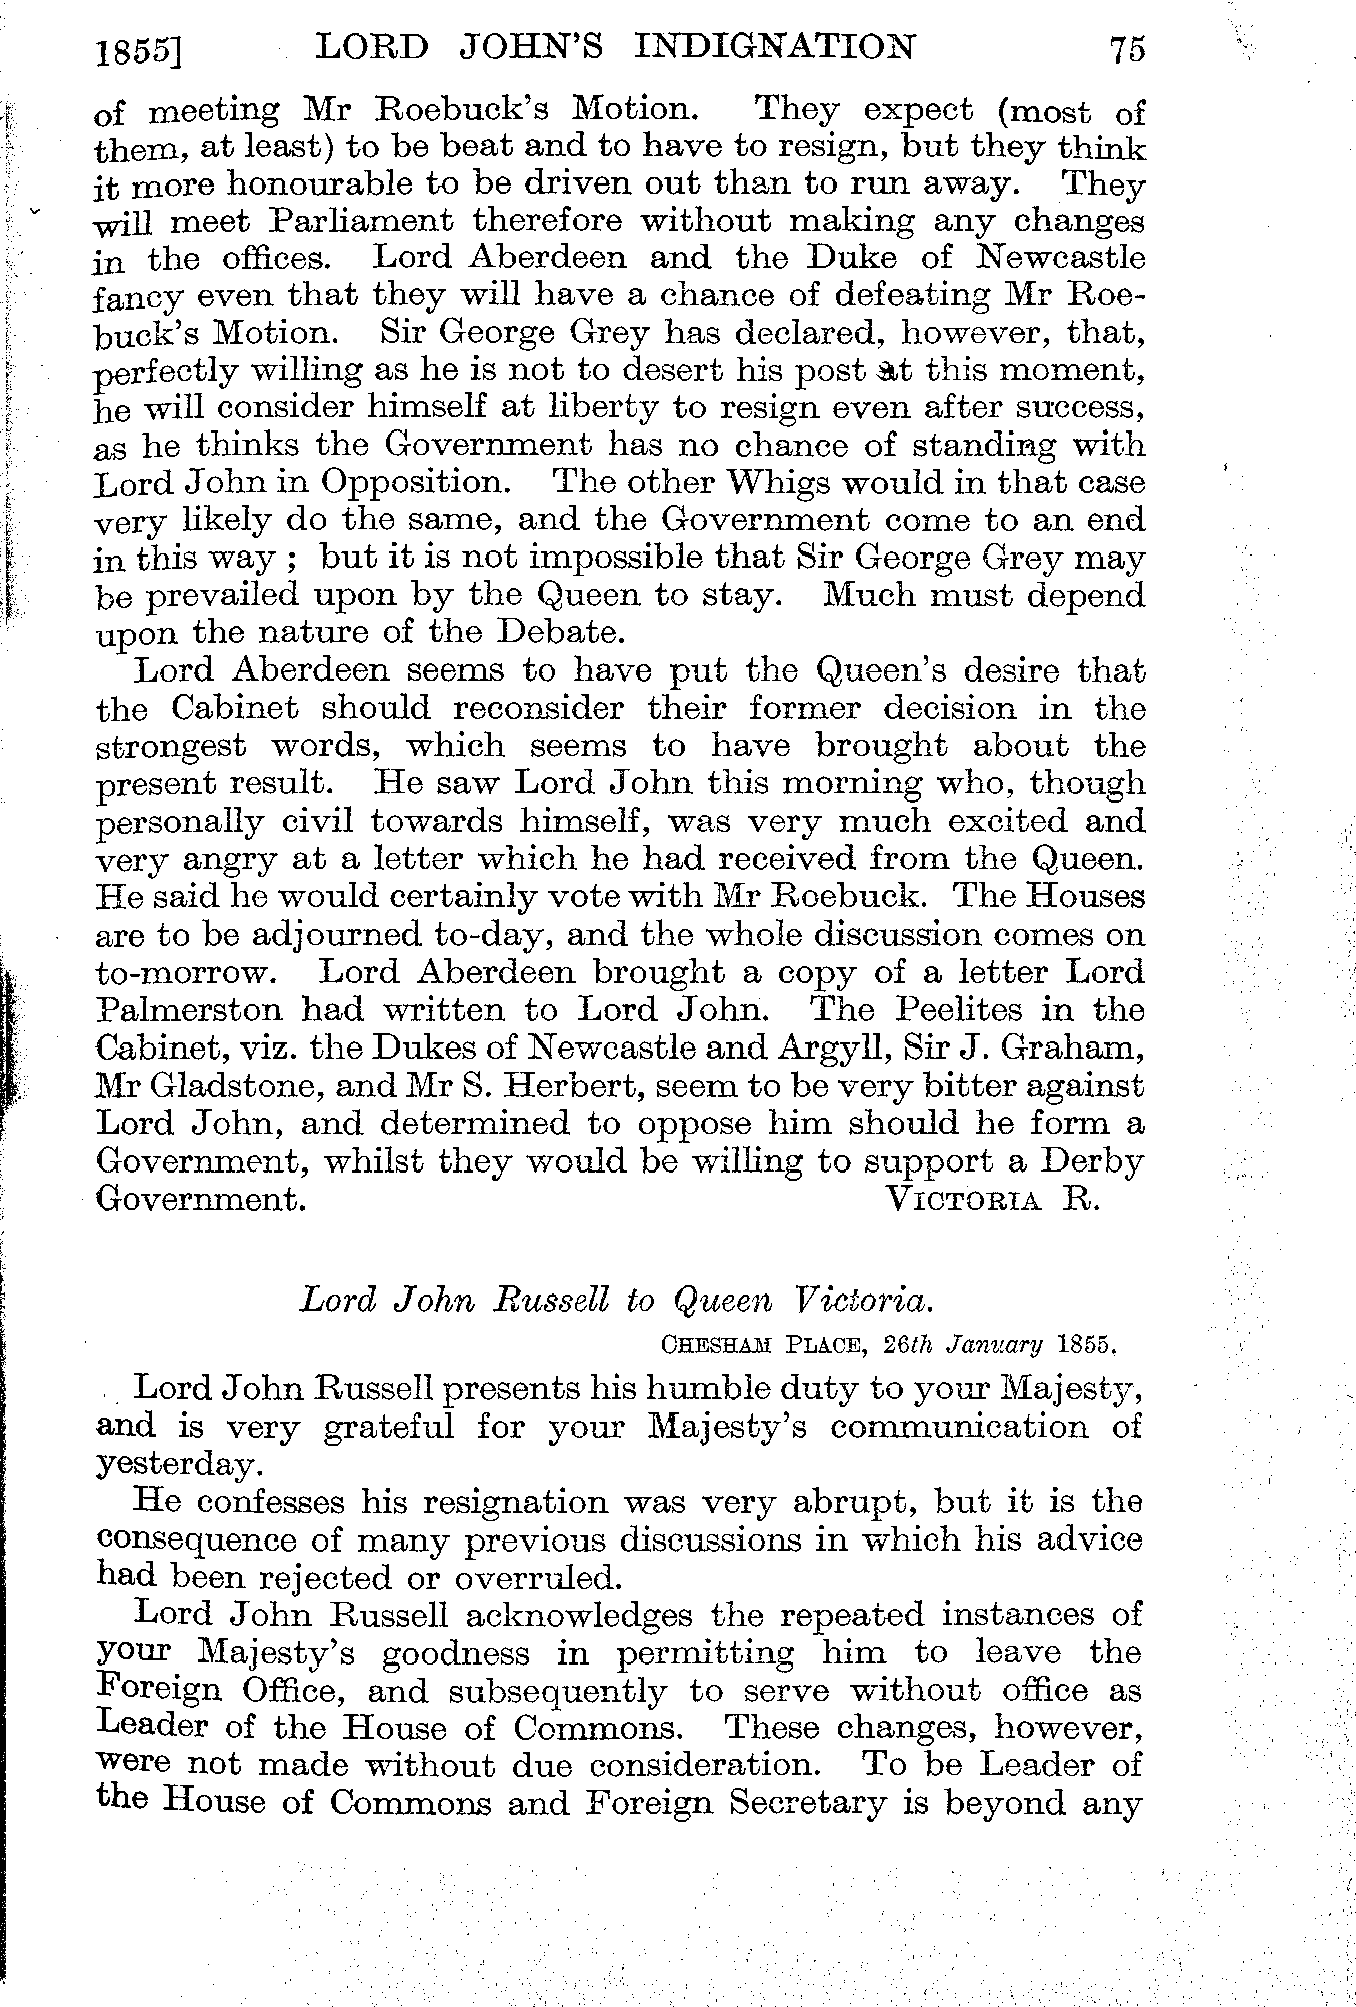 1855] LORD JOHN'S INDIGNATION 75
of meeting Mr Roebuck's Motion. They expect (most of
them, at least) to be beat and to have to resign, but they think
it more honourable to be driven out than to run away. They
will meet Parliament therefore without making any changes
in the offices. Lord Aberdeen and the Duke of Newcastle
fancy even that they will have a chance of defeating Mr Roe-
buck's Motion. Sir George Grey has declared, however, that,
perfectly willing as he is not to desert his post at this moment,
he will consider himself at liberty to resign even after success,
as he thinks the Government has no chance of standing with
Lord John in Opposition. The other Whigs would in that case
very likely do the same, and the Government come to an end
in this way ; but it is not impossible that Sir George Grey may
be prevailed upon by the Queen to stay. Much must depend
upon the nature of the Debate.
Lord Aberdeen seems to have put the Queen's desire that
the Cabinet should reconsider their former decision in the
strongest words, which seems to have brought about the
present result. He saw Lord John this morning who, though
personally civil towards himself, was very much excited and
very angry at a letter which he had received from the Queen.
He said he would certainly vote with Mr Roebuck. The Houses
are to be adjourned to-day, and the whole discussion comes on
to-morrow. Lord Aberdeen brought a copy of a letter Lord
Palmerston had written to Lord John. The Peelites in the
Cabinet, viz. the Dukes of Newcastle and Argyll, Sir J. Graham,
Mr Gladstone, and Mr S. Herbert, seem to be very bitter against
Lord John, and determined to oppose him should he form a
Government, whilst they would be willing to support a Derby
Government. VICTORIA R.
Lord John Russell to Queen Victoria.
CHESHAM PLACE, 26th January 1855.
Lord John Russell presents his humble duty to your Majesty,
and is very grateful for your Majesty's communication of
yesterday.
He confesses his resignation was very abrupt, but it is the
consequence of many previous discussions in which his advice
had been rejected or overruled.
Lord John Russell acknowledges the repeated instances of
your Majesty's goodness in permitting him to leave the
Foreign Office, and subsequently to serve without office as
Leader of the House of Commons. These changes, however,
were not made without due consideration. To be Leader of
the House of Commons and Foreign Secretary is beyond any